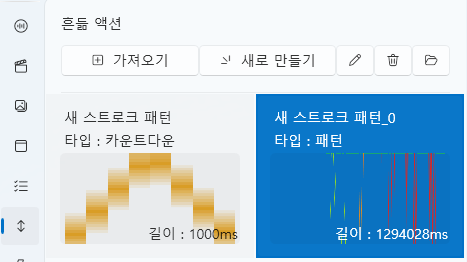 흔듦 액션
가져오기 새로 만들기
새 스트로크 패턴
타입 : 카운트다운
길이 : 1000ms
새 스트로크 패턴_0
타입 : 패턴
길이 : 1294028ms